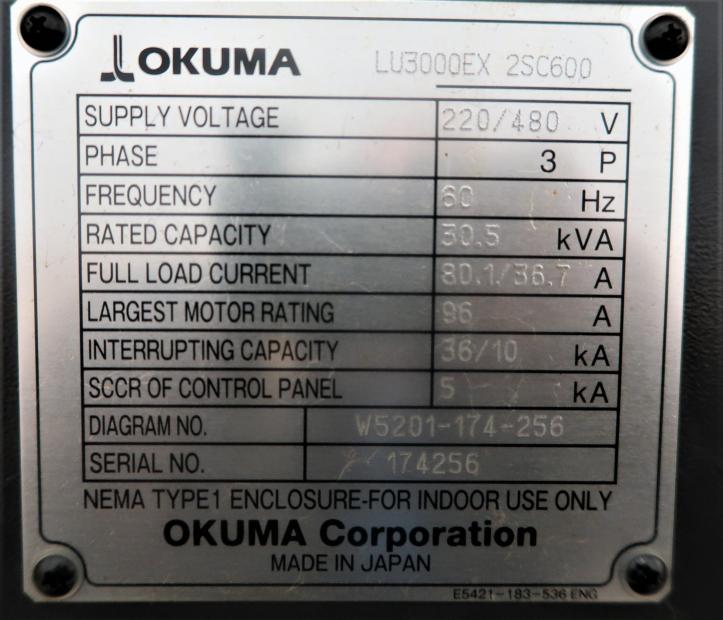 OKUMA LU3000EX 2SC600
SUPPLY VOLTAGE 220/480 V
PHASE 3 P
FREQUENCY 60 Hz
RATED CAPACITY 30.5 kVA
FULL LOAD CURRENT 80.1/36.7 A
LARGEST MOTOR RATING 96 A
INTERRUPTING CAPACITY 36/10 kA
SCCR OF CONTROL PANEL 5 kA
DIAGRAM NO. W5201-174-256
SERIAL NO. 174256
NEMA TYPE1 ENCLOSURE-FOR INDOOR USE ONLY
OKUMA Corporation
MADE IN JAPAN
E5421-183-536 ENG